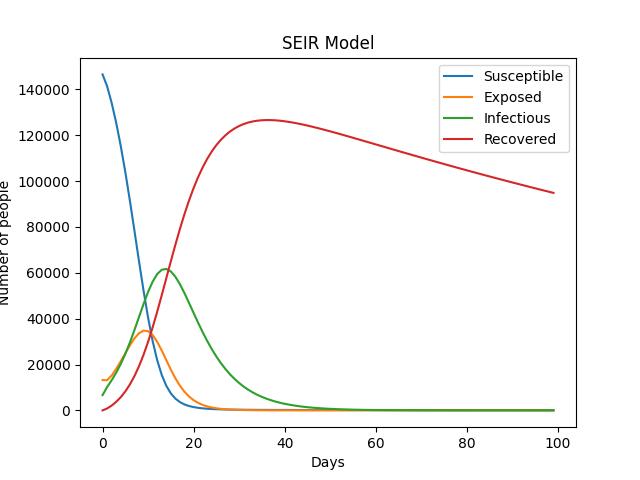 SEIR Model
Susceptible
Exposed
Infectious
Recovered
140000
120000
100000
80000
60000
40000
20000
0
Number of people
0 20 40 60 80 100
Days